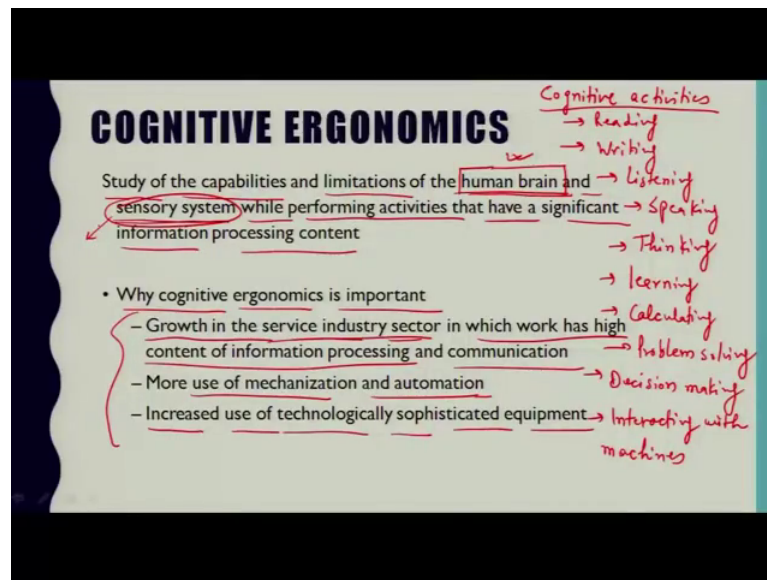 COGNITIVE ERGONOMICS
Study of the capabilities and limitations of the human brain and
sensory system while performing activities that have a significant
information processing content
• Why cognitive ergonomics is important
– Growth in the service industry sector in which work has high
content of information processing and communication
– More use of mechanization and automation
– Increased use of technologically sophisticated equipment
Cognitive activities
→ Reading
→ Writing
→ Listening
→ Speaking
→ Thinking
→ learning
→ Calculating
→ Problem solving
→ Decision making
→ Interacting with
machines